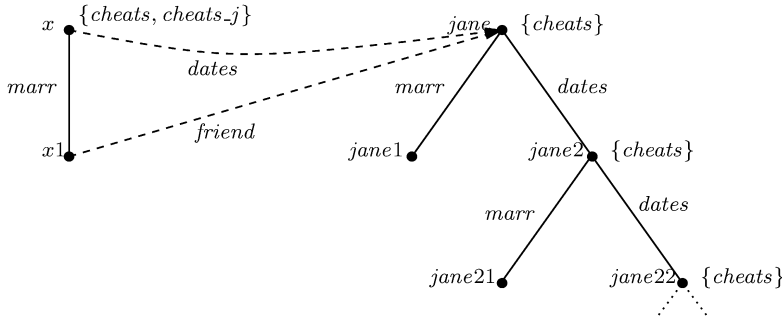 x {cheats, cheats_j}
jane {cheats}
dates
marr marr dates
friend
x1 jane1 jane2 {cheats}
marr dates
jane21 jane22 {cheats}